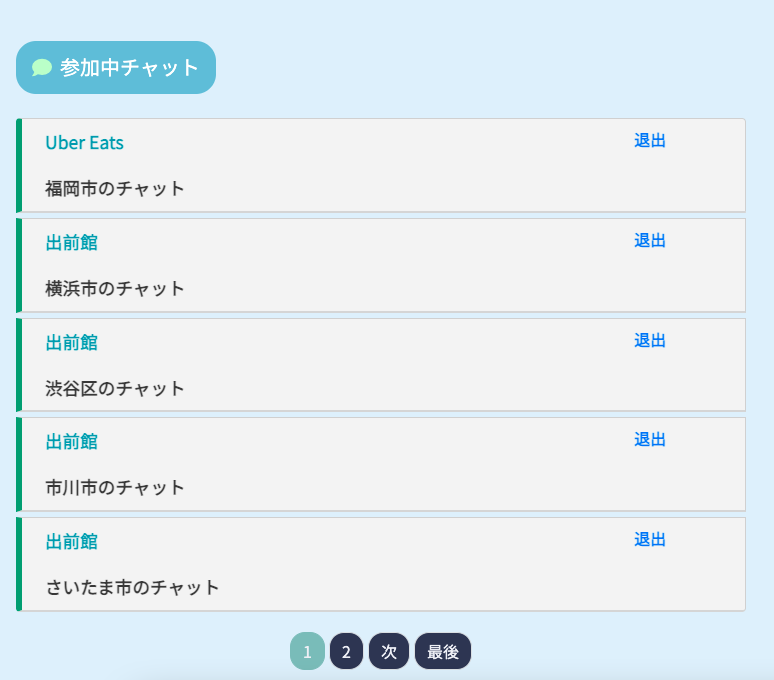 参加中チャット
Uber Eats 退出
福岡市のチャット
出前館 退出
横浜市のチャット
出前館 退出
渋谷区のチャット
出前館 退出
市川市のチャット
出前館 退出
さいたま市のチャット
1 2 次 最後